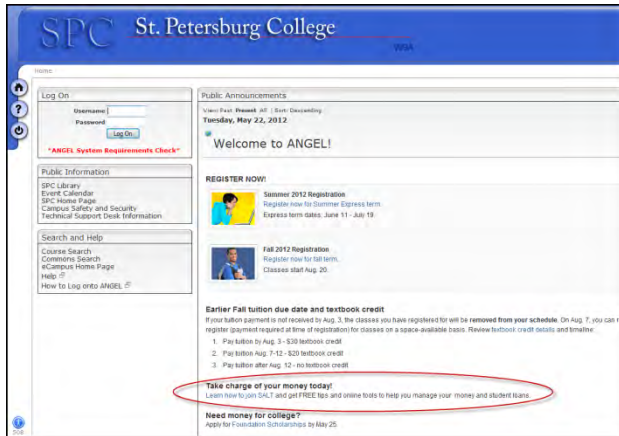 SPC St. Petersburg College
Home
Log On
Username
Password
Log On
*ANGEL System Requirements Check*
Public Information
SPC Library
Event Calendar
SPC Home Page
Campus Safety and Security
Technical Support Desk Information
Search and Help
Course Search
Commons Search
eCampus Home Page
Help
How to Log onto ANGEL
Public Announcements
View: Past Present All | Sort: Descending
Tuesday, May 22, 2012
Welcome to ANGEL!
REGISTER NOW!
Summer 2012 Registration
Register now for Summer Express term.
Express term dates: June 11 - July 19
Fall 2012 Registration
Register now for fall term.
Classes start Aug. 20.
Earlier Fall tuition due date and textbook credit
If your tuition payment is not received by Aug. 3, the classes you have registered for will be removed from your schedule. On Aug. 7, you can
register (payment required at time of registration) for classes on a space-available basis. Review textbook credit details and timeline:
1. Pay tuition by Aug. 3 - $30 textbook credit
2. Pay tuition Aug. 7-12 - $20 textbook credit
3. Pay tuition after Aug. 12 - no textbook credit
Take charge of your money today!
Learn how to join SALT and get FREE tips and online tools to help you manage your money and student loans.
Need money for college?
Apply for Foundation Scholarships by May 25